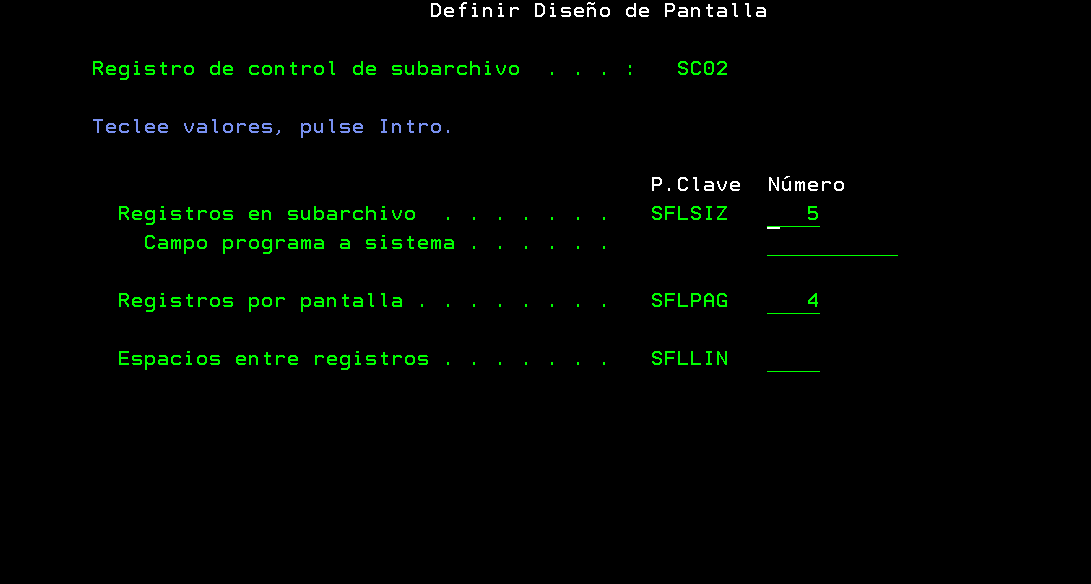 Definir Diseño de Pantalla
Registro de control de subarchivo . . . : SC02
Teclee valores, pulse Intro.
P.Clave Número
Registros en subarchivo . . . . . . . SFLSIZ 5
Campo programa a sistema . . . . . .
Registros por pantalla . . . . . . . . SFLPAG 4
Espacios entre registros . . . . . . . SFLLIN